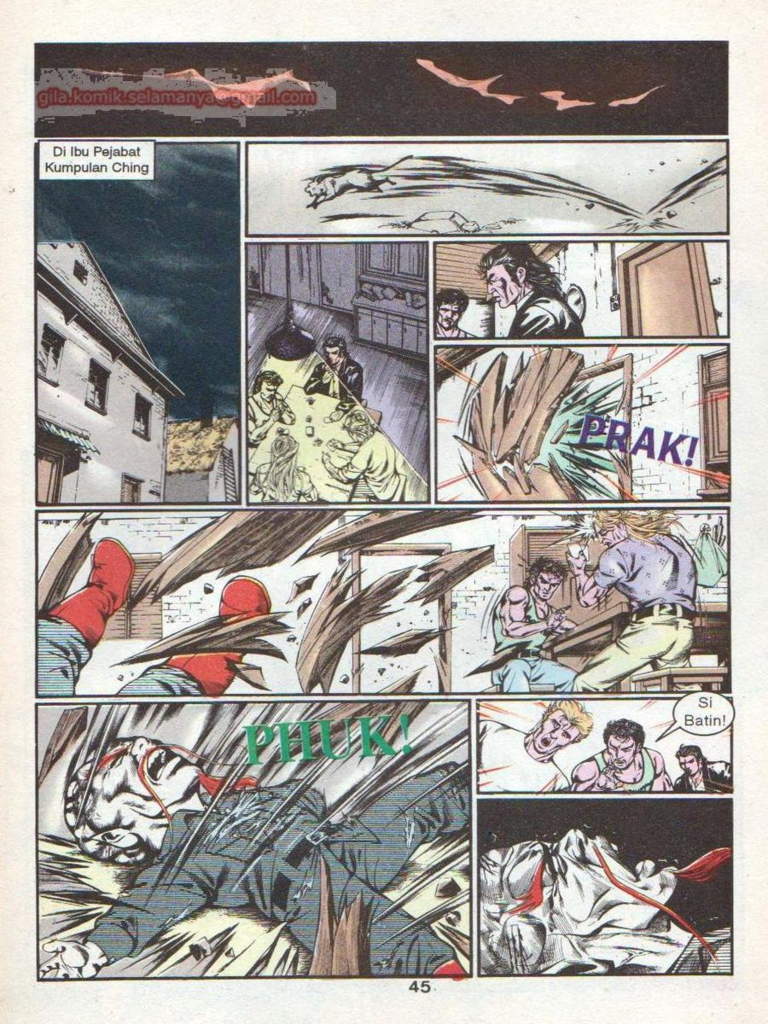 gila.komik.selamanya@gmail.com
Di Ibu Pejabat
Kumpulan Ching
PRAK!
PHUK!
Si
Batin!
45